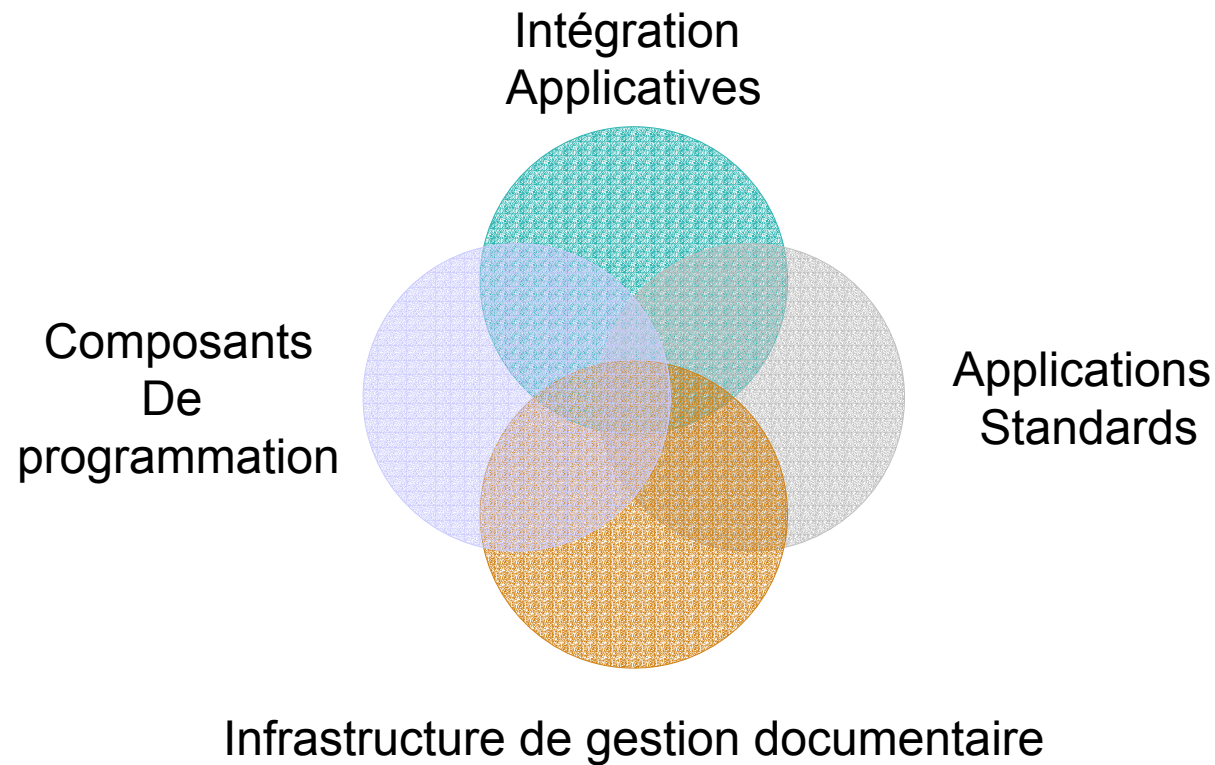 Intégration
Applicatives
Composants
De
programmation
Applications
Standards
Infrastructure de gestion documentaire